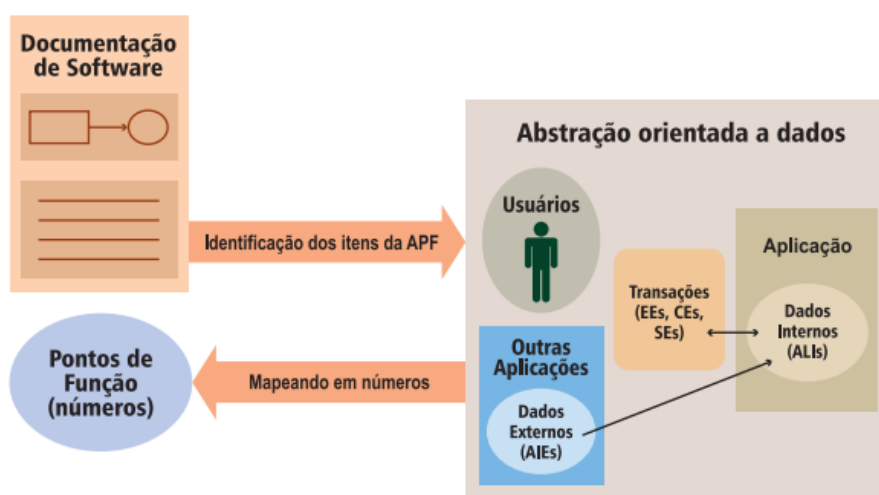 Documentação
de Software
Identificação dos itens da APF
Pontos de
Função
(números)
Mapeando em números
Abstração orientada a dados
Usuários
Transações
(EEs, CEs,
SEs)
Aplicação
Dados
Internos
(ALIs)
Outras
Aplicações
Dados
Externos
(AIEs)